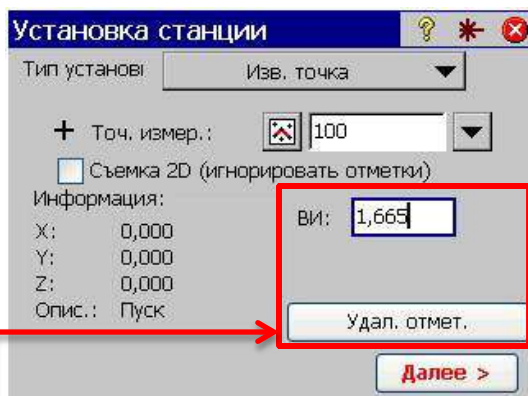 Установка станции
Тип установі Изв. точка
+ Точ. измер.: 100
Съемка 2D (игнорировать отметки)
Информация:
ВИ: 1,665
X: 0,000
Y: 0,000
Z: 0,000
Опис.: Пуск
Удал. отмет.
Далее >